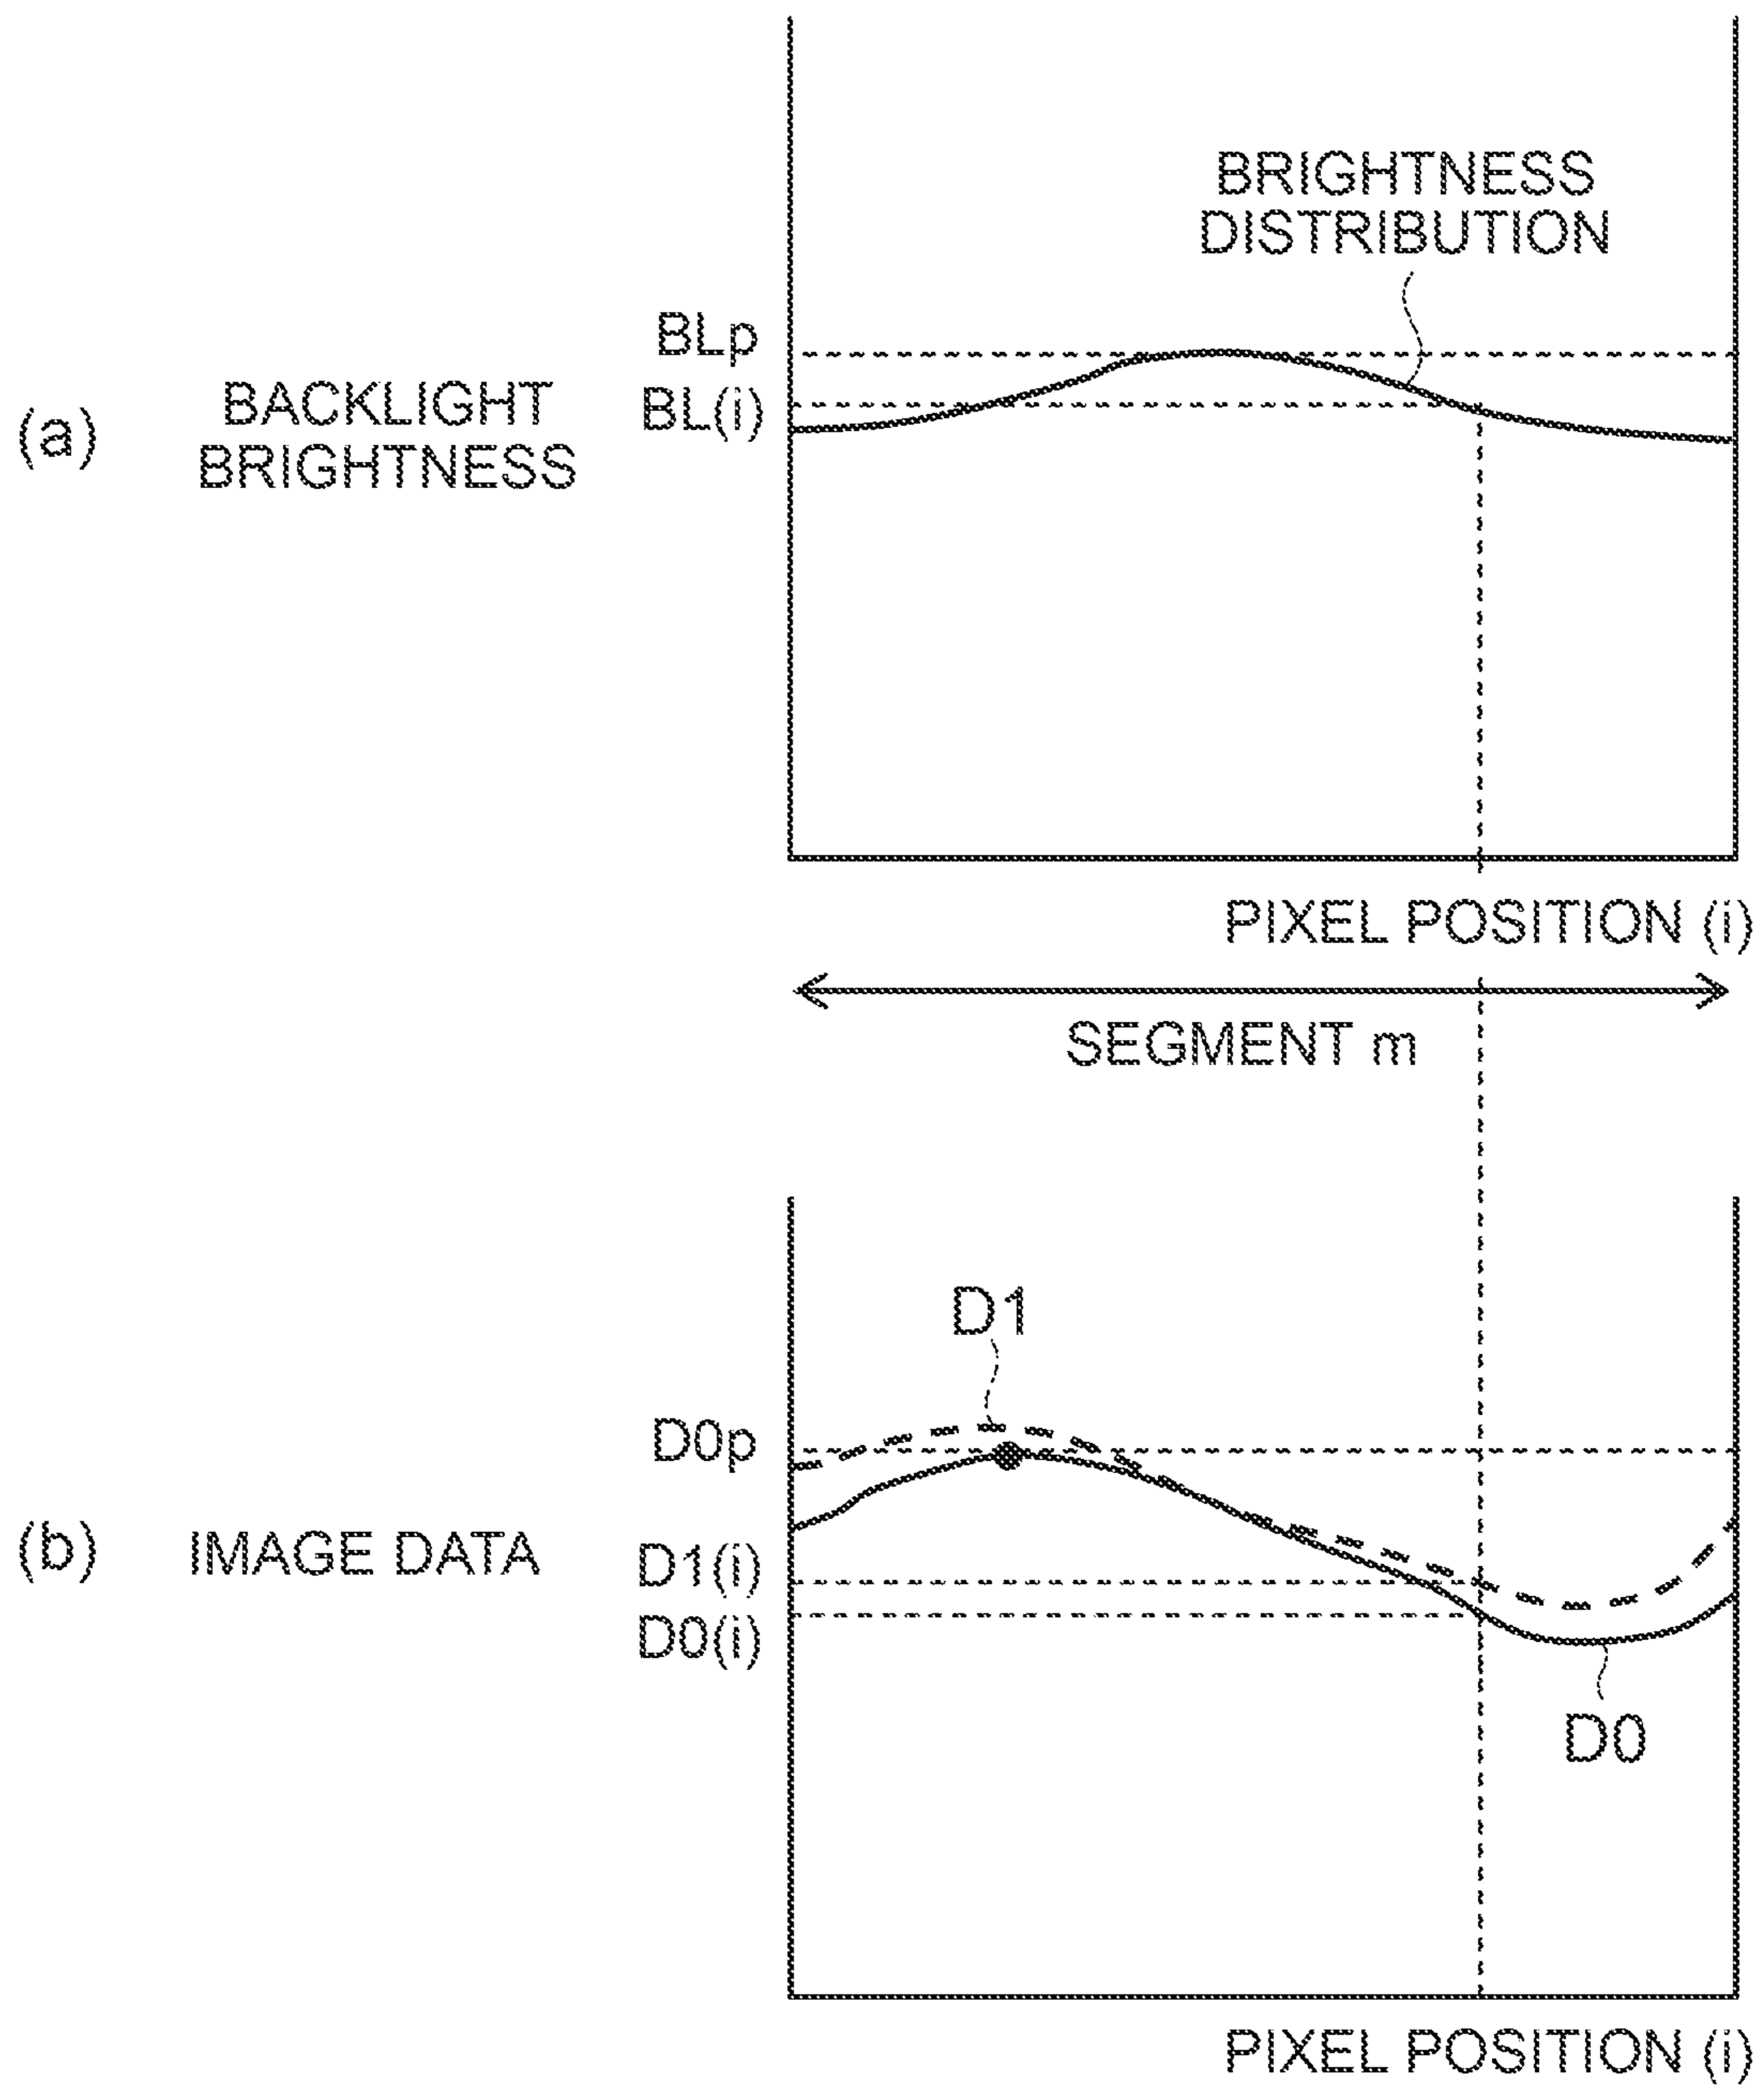 BRIGHTNESS
DISTRIBUTION
BLp
BL(i)
(a)
BACKLIGHT
BRIGHTNESS
PIXEL POSITION (i)
SEGMENT m
D1
D0p
(b)
IMAGE DATA
D1(i)
D0(i)
D0
PIXEL POSITION (i)